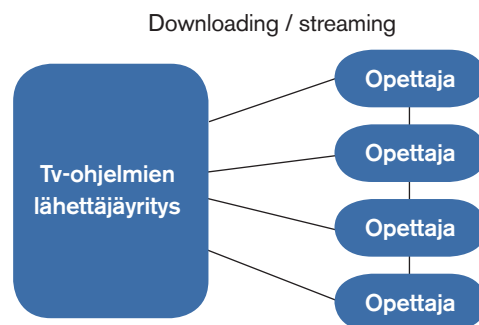 Downloading / streaming
Opettaja
Opettaja
Tv-ohjelmien
lähettäjäyritys
Opettaja
Opettaja